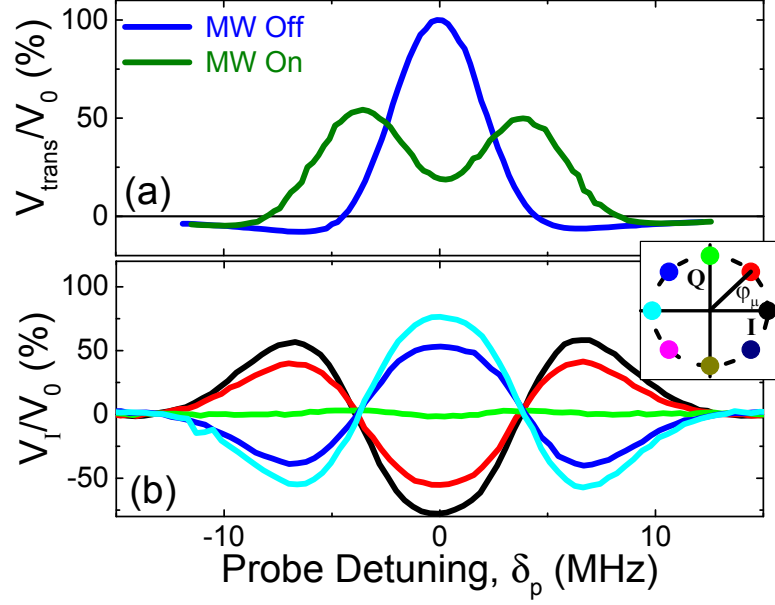 100
50
0
V_trans/V_0 (%)
MW Off
MW On
(a)
100
50
0
-50
V_I/V_0 (%)
(b)
Q
φ_μ
I
-10
0
10
Probe Detuning, δ_p (MHz)